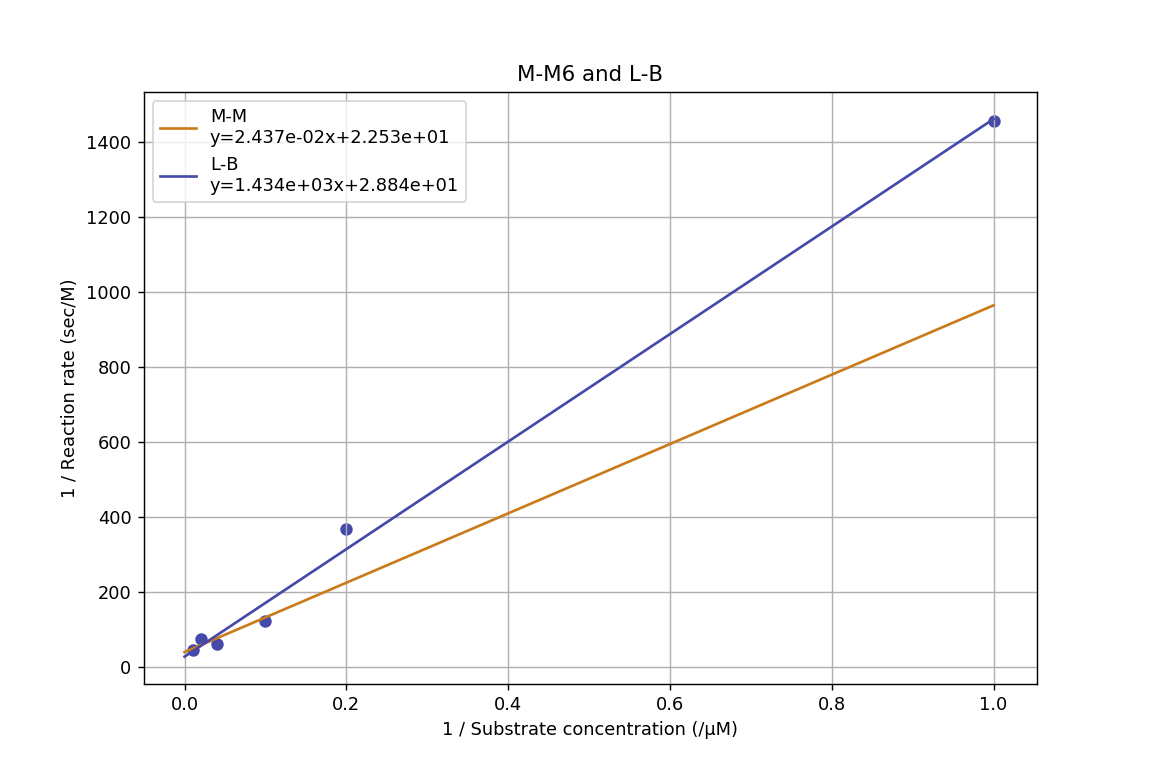 M-M6 and L-B
M-M
y=2.437e-02x+2.253e+01
L-B
y=1.434e+03x+2.884e+01
1400
1200
1000
800
600
400
200
0
1 / Reaction rate (sec/M)
0.0 0.2 0.4 0.6 0.8 1.0
1 / Substrate concentration (/μM)